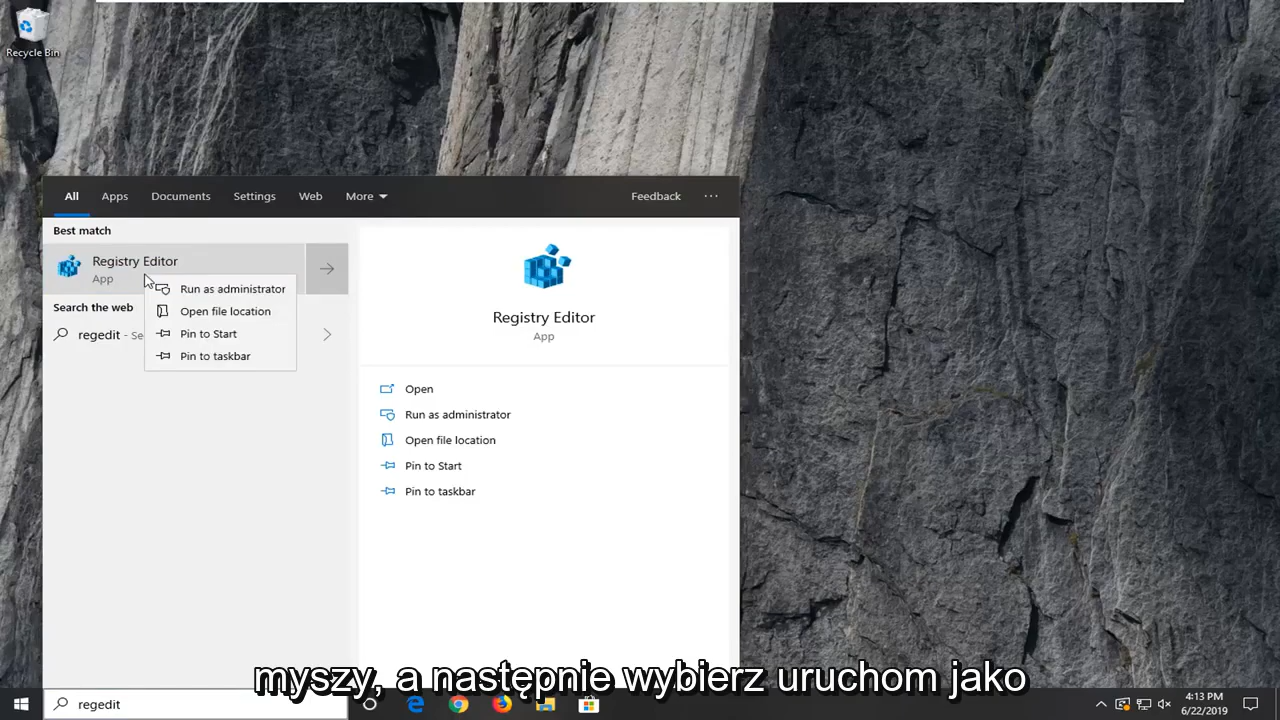 Recycle Bin
All Apps Documents Settings Web More Feedback ...
Best match
Registry Editor
App
Run as administrator
Open file location
Pin to Start
Pin to taskbar
Search the web
regedit - Se
Registry Editor
App
Open
Run as administrator
Open file location
Pin to Start
Pin to taskbar
myszy, a następnie wybierz uruchom jako
regedit
4:13 PM
6/22/2019